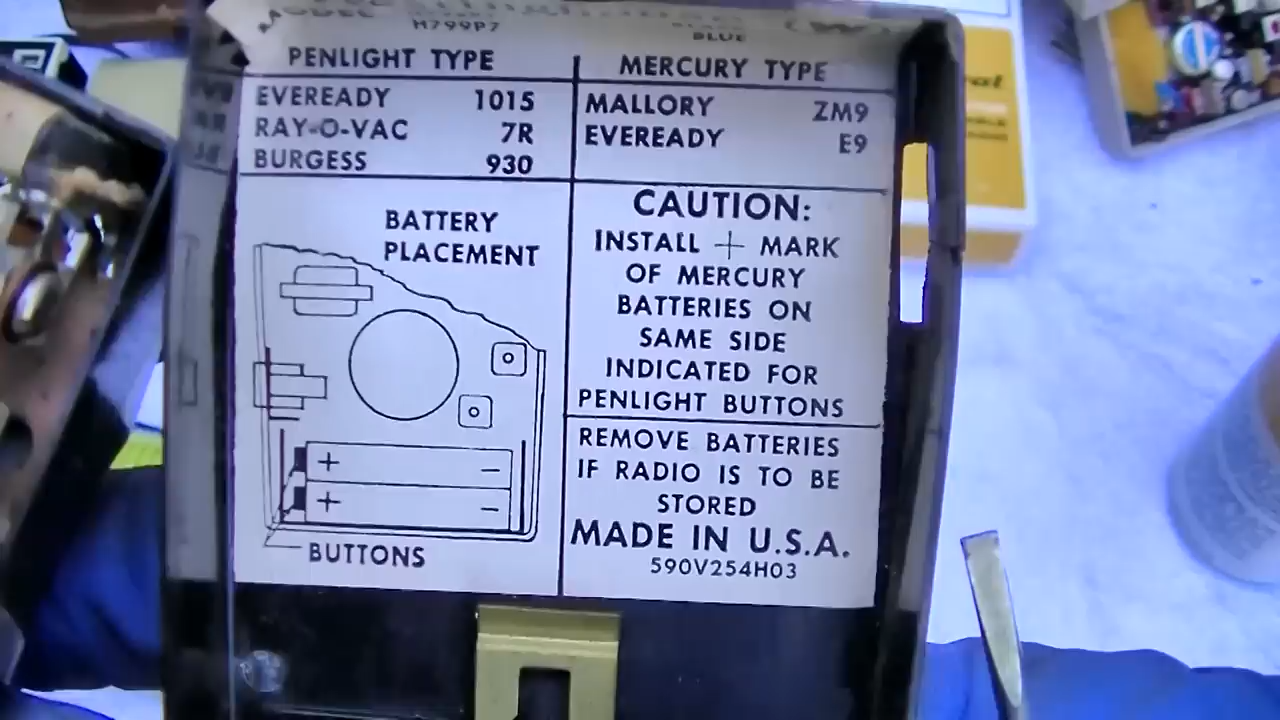 MODEL
H799P7
BLUE
PENLIGHT TYPE
EVEREADY 1015
RAY-O-VAC 7R
BURGESS 930
MERCURY TYPE
MALLORY ZM9
EVEREADY E9
BATTERY
PLACEMENT
+ −
+ −
BUTTONS
CAUTION:
INSTALL + MARK
OF MERCURY
BATTERIES ON
SAME SIDE
INDICATED FOR
PENLIGHT BUTTONS
REMOVE BATTERIES
IF RADIO IS TO BE
STORED
MADE IN U.S.A.
590V254H03